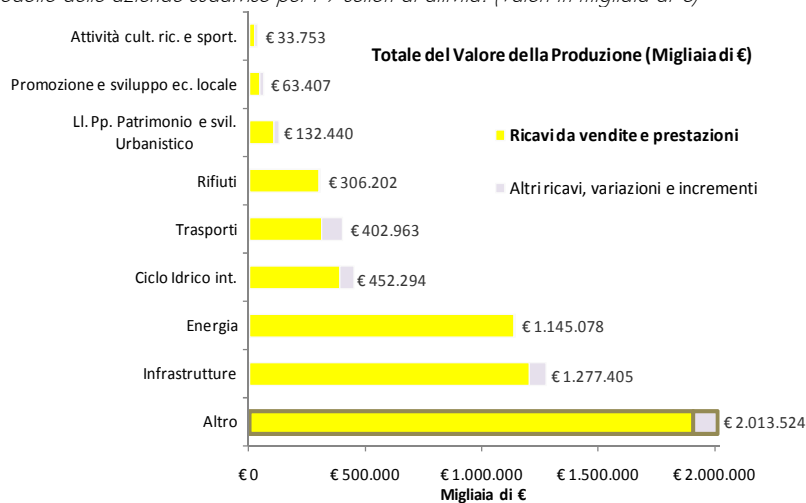 modello delle aziende
Totale del Valore della Produzione (Migliaia di €)
Attività cult. ric. e sport.
€ 33.753
Promozione e sviluppo ec. locale
€ 63.407
Ll. Pp. Patrimonio e svil.
Urbanistico
€ 132.440
Ricavi da vendite e prestazioni
Rifiuti
€ 306.202
Altri ricavi, variazioni e incrementi
Trasporti
€ 402.963
Ciclo Idrico int.
€ 452.294
Energia
€ 1.145.078
Infrastrutture
€ 1.277.405
Altro
€ 2.013.524
€ 0
€ 500.000
€ 1.000.000
€ 1.500.000
€ 2.000.000
Migliaia di €